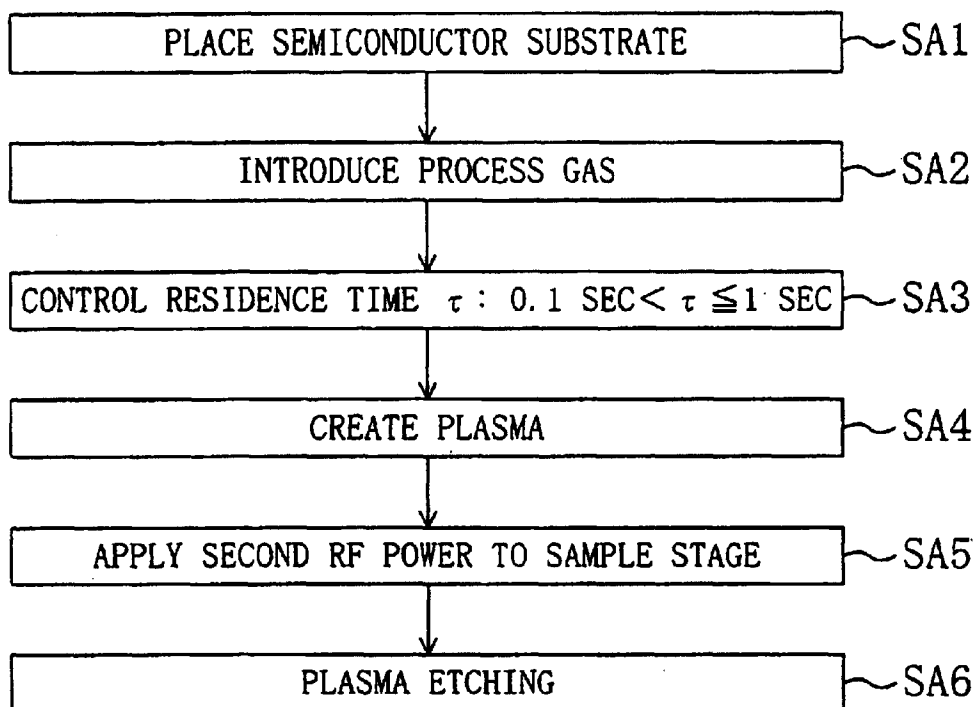 PLACE SEMICONDUCTOR SUBSTRATE SA1
INTRODUCE PROCESS GAS SA2
CONTROL RESIDENCE TIME τ: 0.1 SEC< τ ≦1 SEC SA3
CREATE PLASMA SA4
APPLY SECOND RF POWER TO SAMPLE STAGE SA5
PLASMA ETCHING SA6